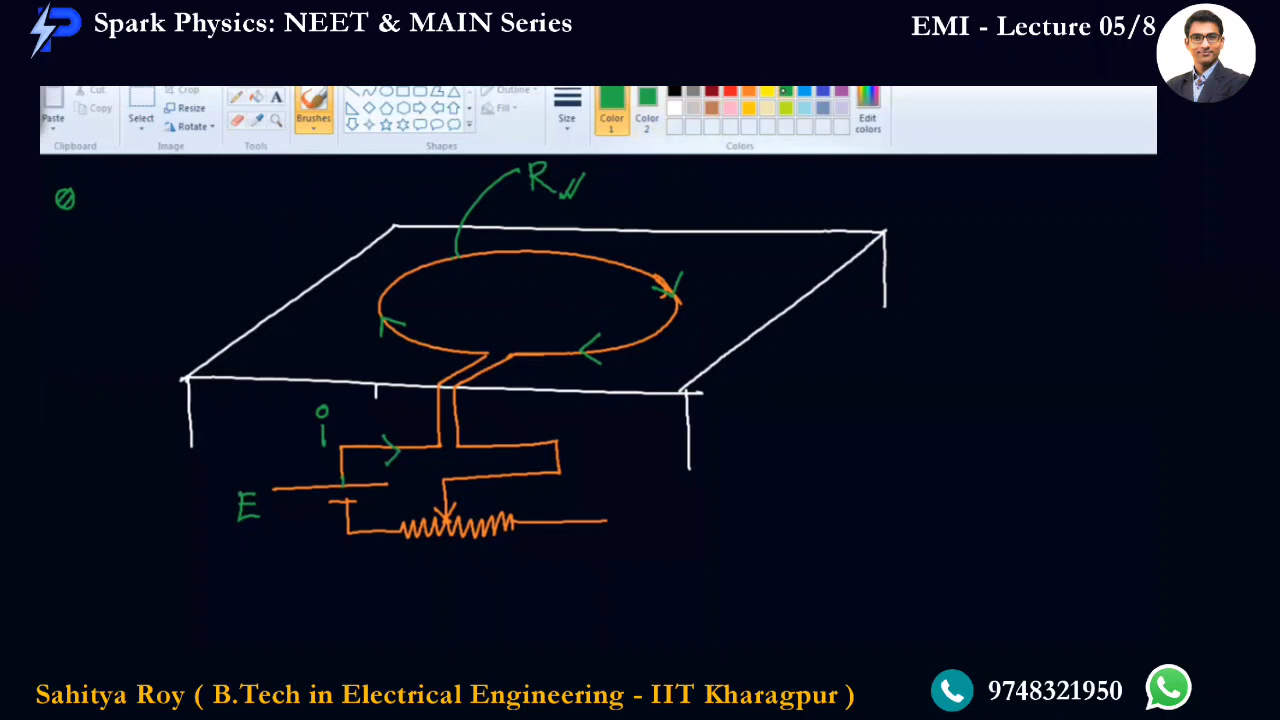 Spark Physics: NEET & MAIN Series
EMI - Lecture 05/8
Cut
Copy
Paste
Clipboard
Crop
Resize
Rotate
Select
Image
A
Tools
Brushes
Outline
Fill
Shapes
Size
Color 1
Color 2
Edit colors
Colors
R
i
E
Sahitya Roy ( B.Tech in Electrical Engineering - IIT Kharagpur )
9748321950